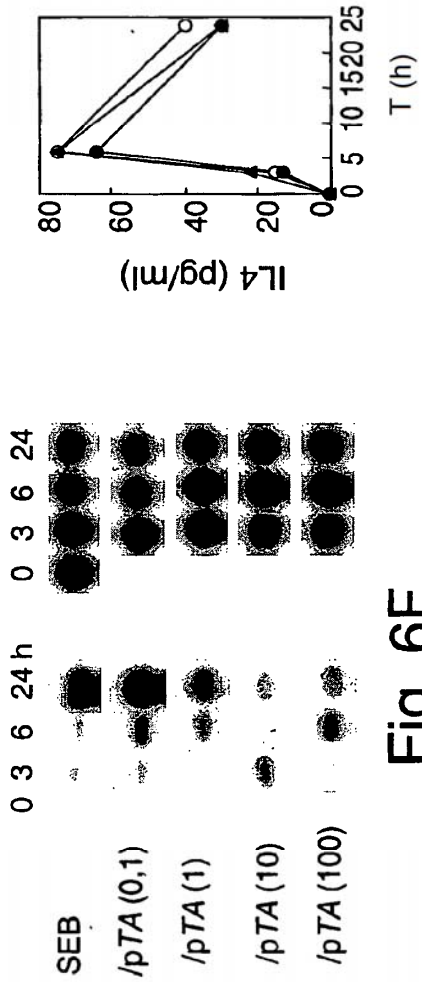 0 3 6 24 h 0 3 6 24
SEB
/pTA (0,1)
/pTA (1)
/pTA (10)
/pTA (100)
80
60
40
20
0
IL4 (pg/ml)
0 5 10 15 20 25
T (h)
Fig. 6F